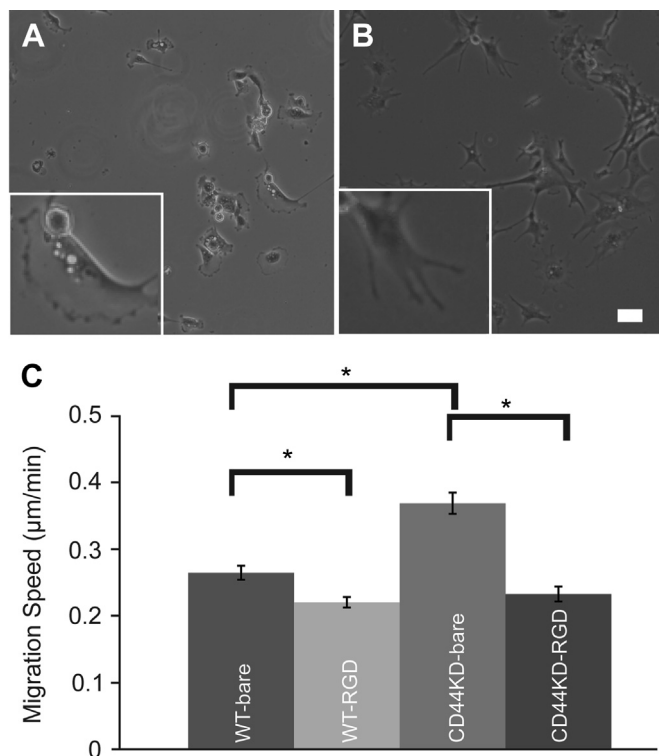 A
B
C
*
*
*
Migration Speed (μm/min)
0.5
0.4
0.3
0.2
0.1
0
WT-bare
WT-RGD
CD44KD-bare
CD44KD-RGD